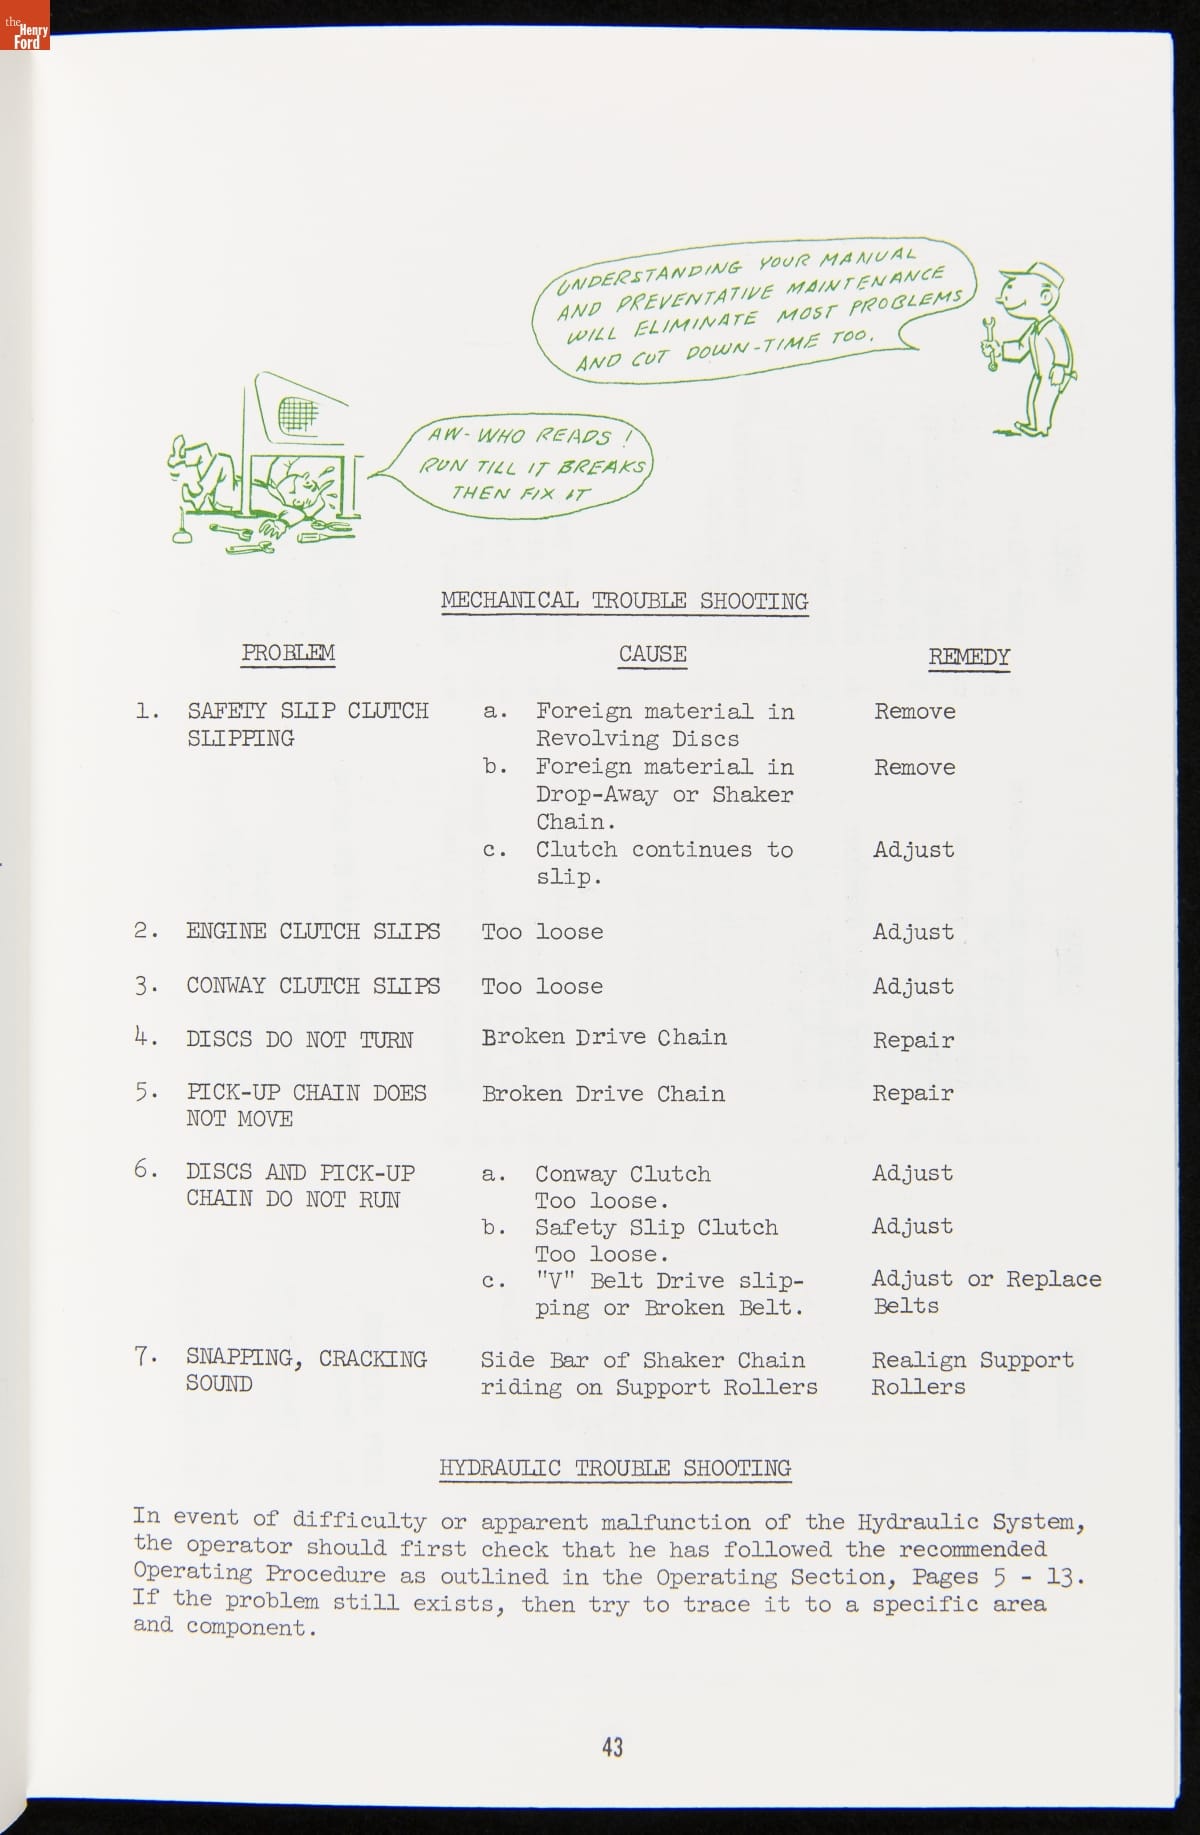 the
Henry
Ford
UNDERSTANDING YOUR MANUAL
AND PREVENTATIVE MAINTENANCE
WILL ELIMINATE MOST PROBLEMS
AND CUT DOWN-TIME TOO.
AW-WHO READS!
RUN TILL IT BREAKS
THEN FIX IT
MECHANICAL TROUBLE SHOOTING
PROBLEM CAUSE REMEDY
1. SAFETY SLIP CLUTCH a. Foreign material in Remove
SLIPPING Revolving Discs
b. Foreign material in Remove
Drop-Away or Shaker
Chain.
c. Clutch continues to Adjust
slip.
2. ENGINE CLUTCH SLIPS Too loose Adjust
3. CONWAY CLUTCH SLIPS Too loose Adjust
4. DISCS DO NOT TURN Broken Drive Chain Repair
5. PICK-UP CHAIN DOES Broken Drive Chain Repair
NOT MOVE
6. DISCS AND PICK-UP a. Conway Clutch Adjust
CHAIN DO NOT RUN Too loose.
b. Safety Slip Clutch Adjust
Too loose.
c. "V" Belt Drive slip- Adjust or Replace
ping or Broken Belt. Belts
7. SNAPPING, CRACKING Side Bar of Shaker Chain Realign Support
SOUND riding on Support Rollers Rollers
HYDRAULIC TROUBLE SHOOTING
In event of difficulty or apparent malfunction of the Hydraulic System,
the operator should first check that he has followed the recommended
Operating Procedure as outlined in the Operating Section, Pages 5 - 13.
If the problem still exists, then try to trace it to a specific area
and component.
43